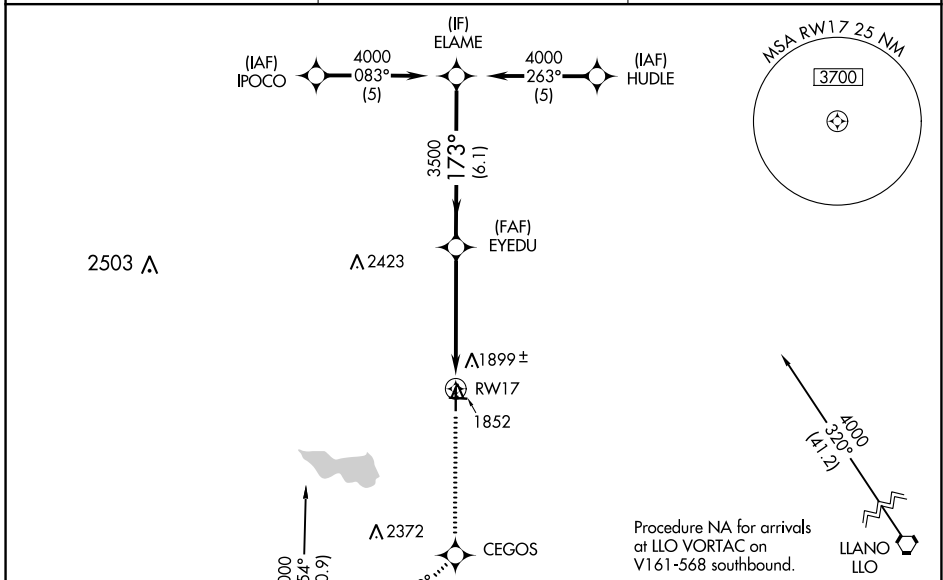 (IF)
ELAME
(IAF)
IPOCO
4000
083°
(5)
4000
263°
(5)
(IAF)
HUDLE
MSA RW17 25 NM
3700
3500
173°
(6.1)
(FAF)
EYEDU
2503
2423
1899±
RW17
1852
4000
320°
(41.2)
2372
CEGOS
Procedure NA for arrivals
at LLO VORTAC on
V161-568 southbound.
LLANO
LLO